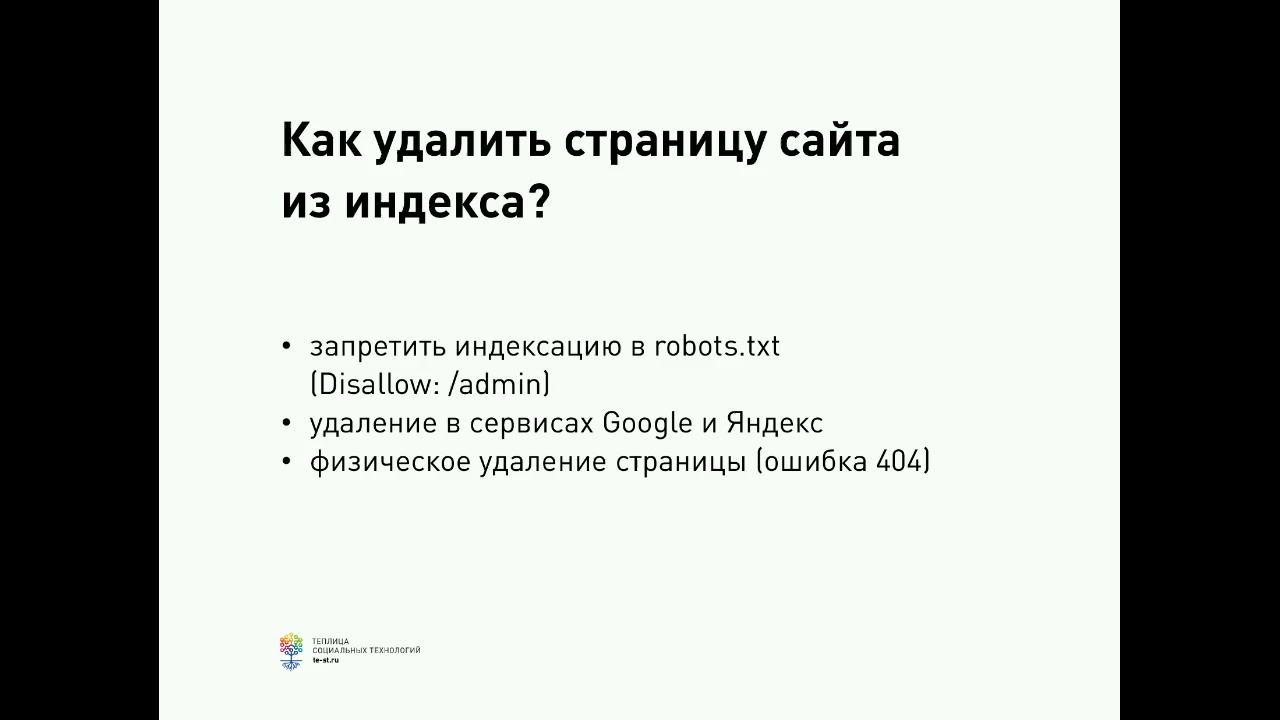 Как удалить страницу сайта
из индекса?
• запретить индексацию в robots.txt
(Disallow: /admin)
• удаление в сервисах Google и Яндекс
• физическое удаление страницы (ошибка 404)
ТЕПЛИЦА
СОЦИАЛЬНЫХ ТЕХНОЛОГИЙ
te-st.ru